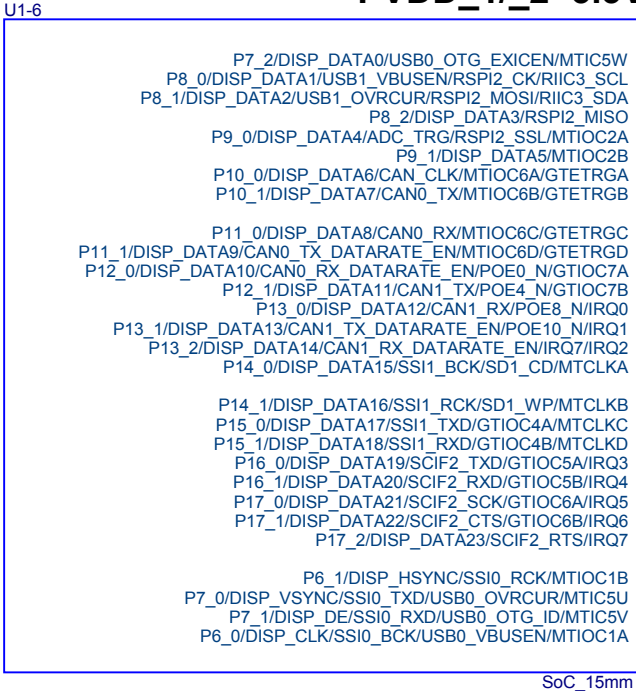 U1-6
P7_2/DISP_DATA0/USB0_OTG_EXICEN/MTIC5W
P8_0/DISP_DATA1/USB1_VBUSEN/RSPI2_CK/RIIC3_SCL
P8_1/DISP_DATA2/USB1_OVRCUR/RSPI2_MOSI/RIIC3_SDA
P8_2/DISP_DATA3/RSPI2_MISO
P9_0/DISP_DATA4/ADC_TRG/RSPI2_SSL/MTIOC2A
P9_1/DISP_DATA5/MTIOC2B
P10_0/DISP_DATA6/CAN_CLK/MTIOC6A/GTETRGA
P10_1/DISP_DATA7/CAN0_TX/MTIOC6B/GTETRGB
P11_0/DISP_DATA8/CAN0_RX/MTIOC6C/GTETRGC
P11_1/DISP_DATA9/CAN0_TX_DATARATE_EN/MTIOC6D/GTETRGD
P12_0/DISP_DATA10/CAN0_RX_DATARATE_EN/POE0_N/GTIOC7A
P12_1/DISP_DATA11/CAN1_TX/POE4_N/GTIOC7B
P13_0/DISP_DATA12/CAN1_RX/POE8_N/IRQ0
P13_1/DISP_DATA13/CAN1_TX_DATARATE_EN/POE10_N/IRQ1
P13_2/DISP_DATA14/CAN1_RX_DATARATE_EN/IRQ7/IRQ2
P14_0/DISP_DATA15/SSI1_BCK/SD1_CD/MTCLKA
P14_1/DISP_DATA16/SSI1_RCK/SD1_WP/MTCLKB
P15_0/DISP_DATA17/SSI1_TXD/GTIOC4A/MTCLKC
P15_1/DISP_DATA18/SSI1_RXD/GTIOC4B/MTCLKD
P16_0/DISP_DATA19/SCIF2_TXD/GTIOC5A/IRQ3
P16_1/DISP_DATA20/SCIF2_RXD/GTIOC5B/IRQ4
P17_0/DISP_DATA21/SCIF2_SCK/GTIOC6A/IRQ5
P17_1/DISP_DATA22/SCIF2_CTS/GTIOC6B/IRQ6
P17_2/DISP_DATA23/SCIF2_RTS/IRQ7
P6_1/DISP_HSYNC/SSI0_RCK/MTIOC1B
P7_0/DISP_VSYNC/SSI0_TXD/USB0_OVRCUR/MTIC5U
P7_1/DISP_DE/SSI0_RXD/USB0_OTG_ID/MTIC5V
P6_0/DISP_CLK/SSI0_BCK/USB0_VBUSEN/MTIOC1A
SoC_15mm